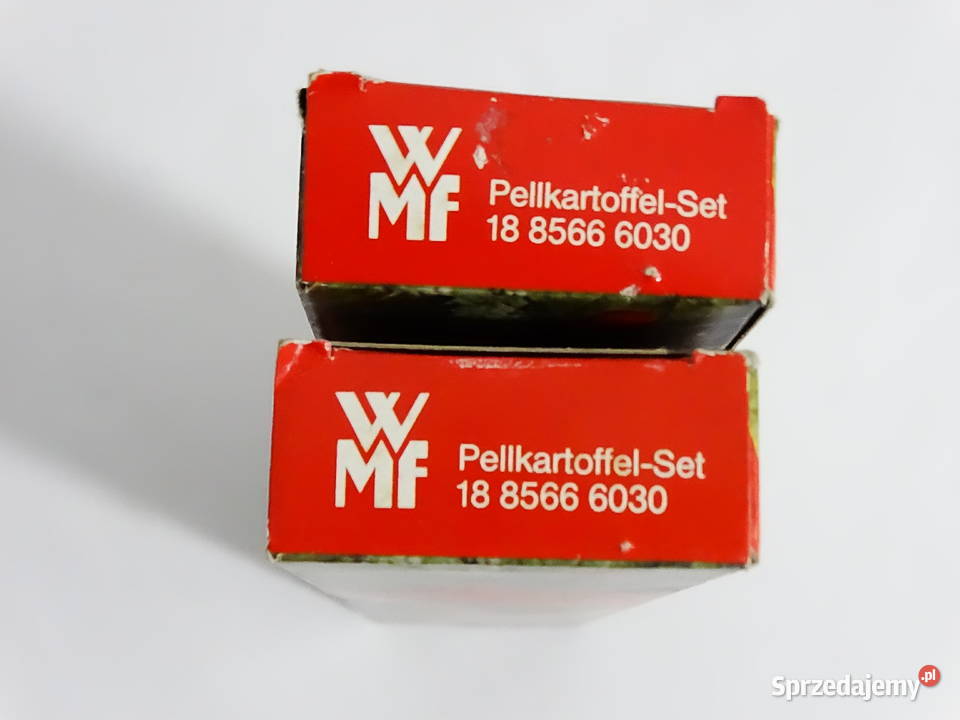 WMF
Pellkartoffel-Set
18 8566 6030
WMF
Pellkartoffel-Set
18 8566 6030
Sprzedajemy.pl